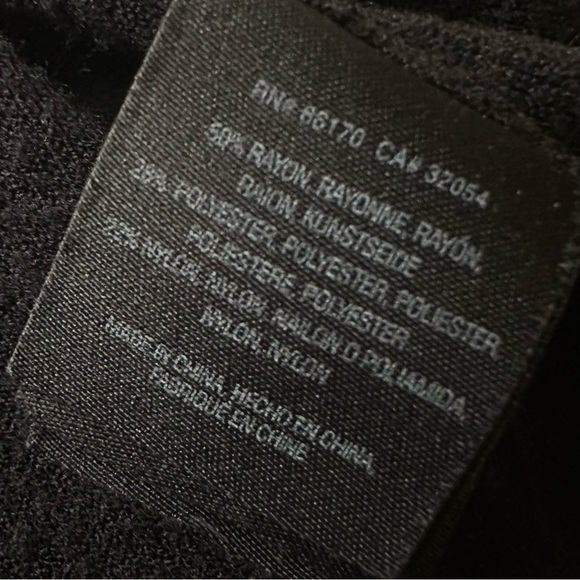 RN# 66170 CA# 32054
50% RAYON, RAYONNE, RAYÓN,
RAION, KUNSTSEIDE
28% POLYESTER, POLYESTER, POLIESTER,
POLIESTERE, POLYESTER
22% NYLON, NYLON, NAILON O POLIAMIDA,
NYLON, NYLON
MADE IN CHINA, HECHO EN CHINA,
FABRIQUE EN CHINE